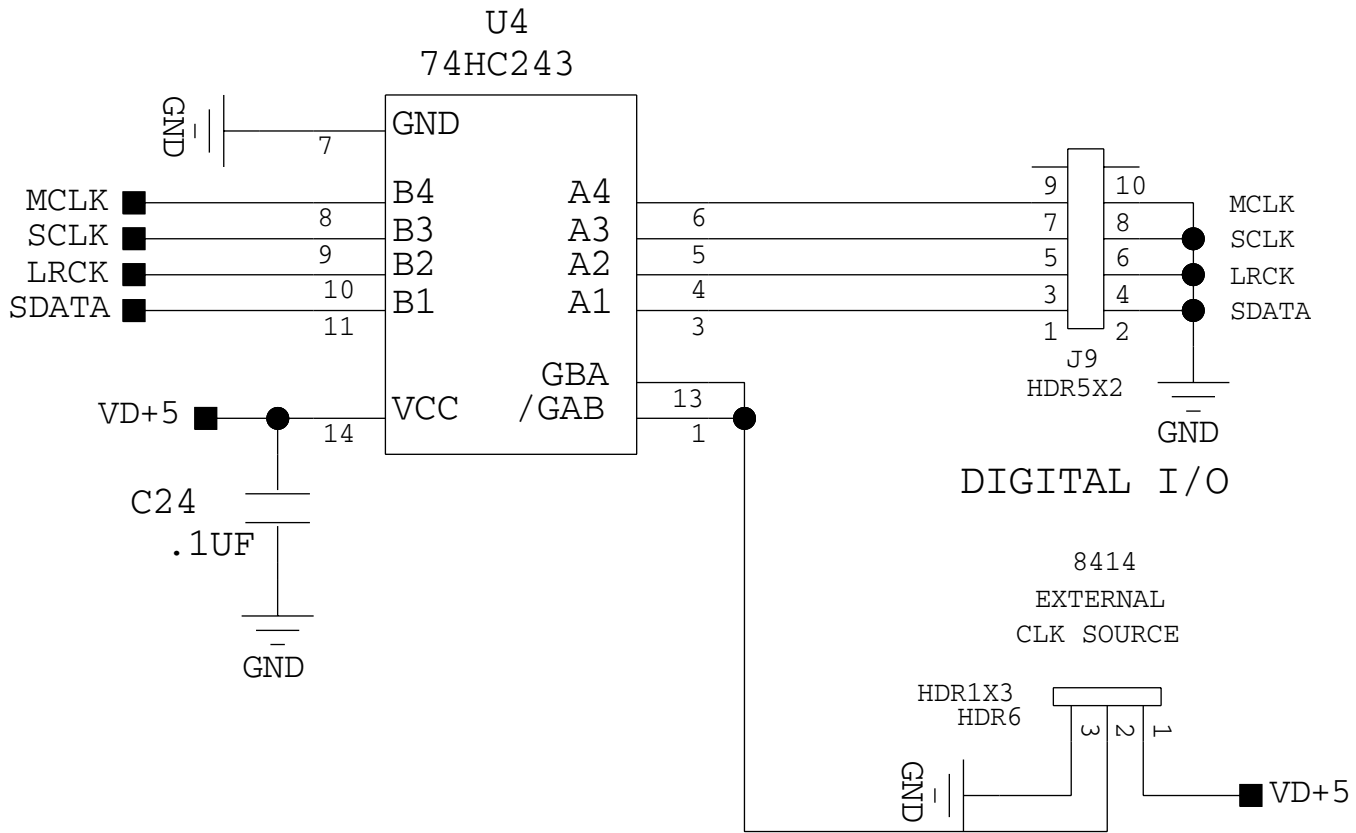 U4
74HC243
GND
GND
7
MCLK
B4
A4
8
6
SCLK
B3
A3
9
5
LRCK
B2
A2
10
4
SDATA
B1
A1
11
3
GBA
13
VD+5
VCC
/GAB
14
1
C24
.1UF
GND
9
10
7
8
5
6
3
4
1
2
MCLK
SCLK
LRCK
SDATA
J9
HDR5X2
GND
DIGITAL I/O
8414
EXTERNAL
CLK SOURCE
HDR1X3
HDR6
3
2
1
GND
VD+5